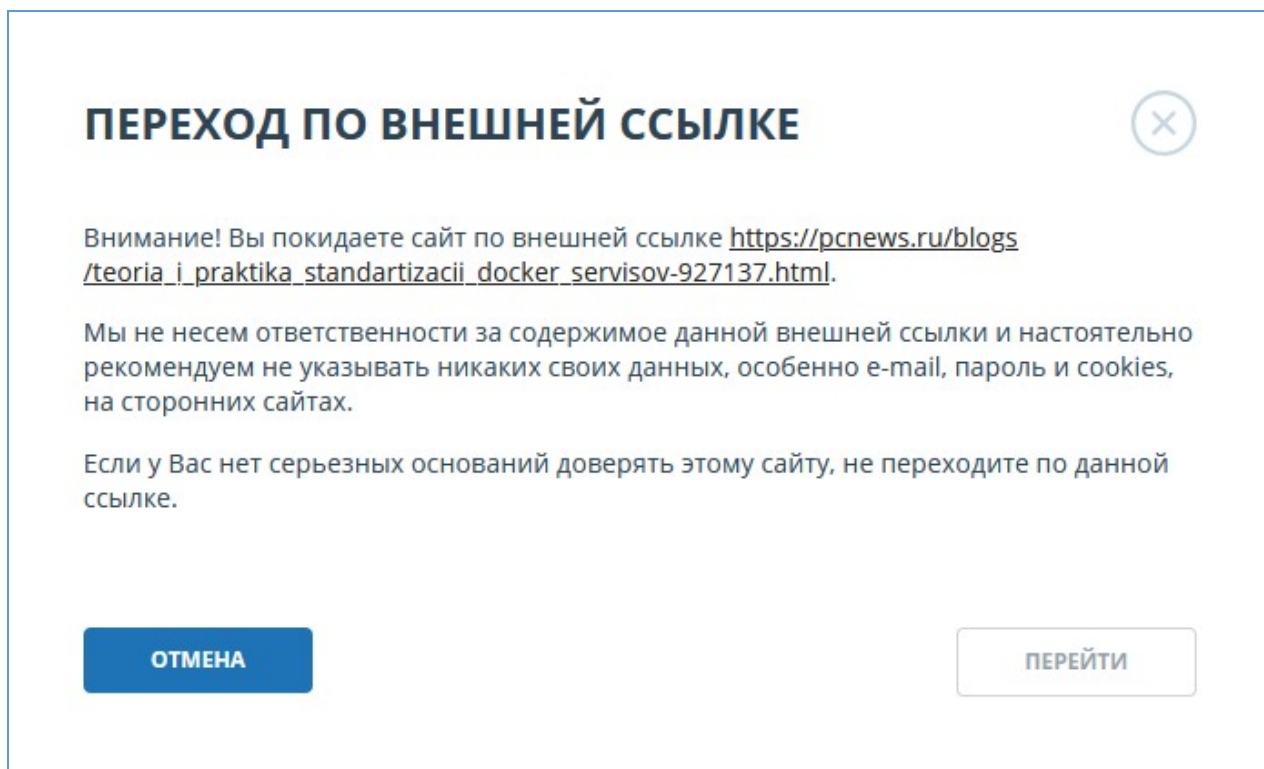 ПЕРЕХОД ПО ВНЕШНЕЙ ССЫЛКЕ
Внимание! Вы покидаете сайт по внешней ссылке https://pcnews.ru/blogs
/teoria_i_praktika_standartizacii_docker_servisov-927137.html.
Мы не несем ответственности за содержимое данной внешней ссылки и настоятельно
рекомендуем не указывать никаких своих данных, особенно e-mail, пароль и cookies,
на сторонних сайтах.
Если у Вас нет серьезных оснований доверять этому сайту, не переходите по данной
ссылке.
ОТМЕНА
ПЕРЕЙТИ